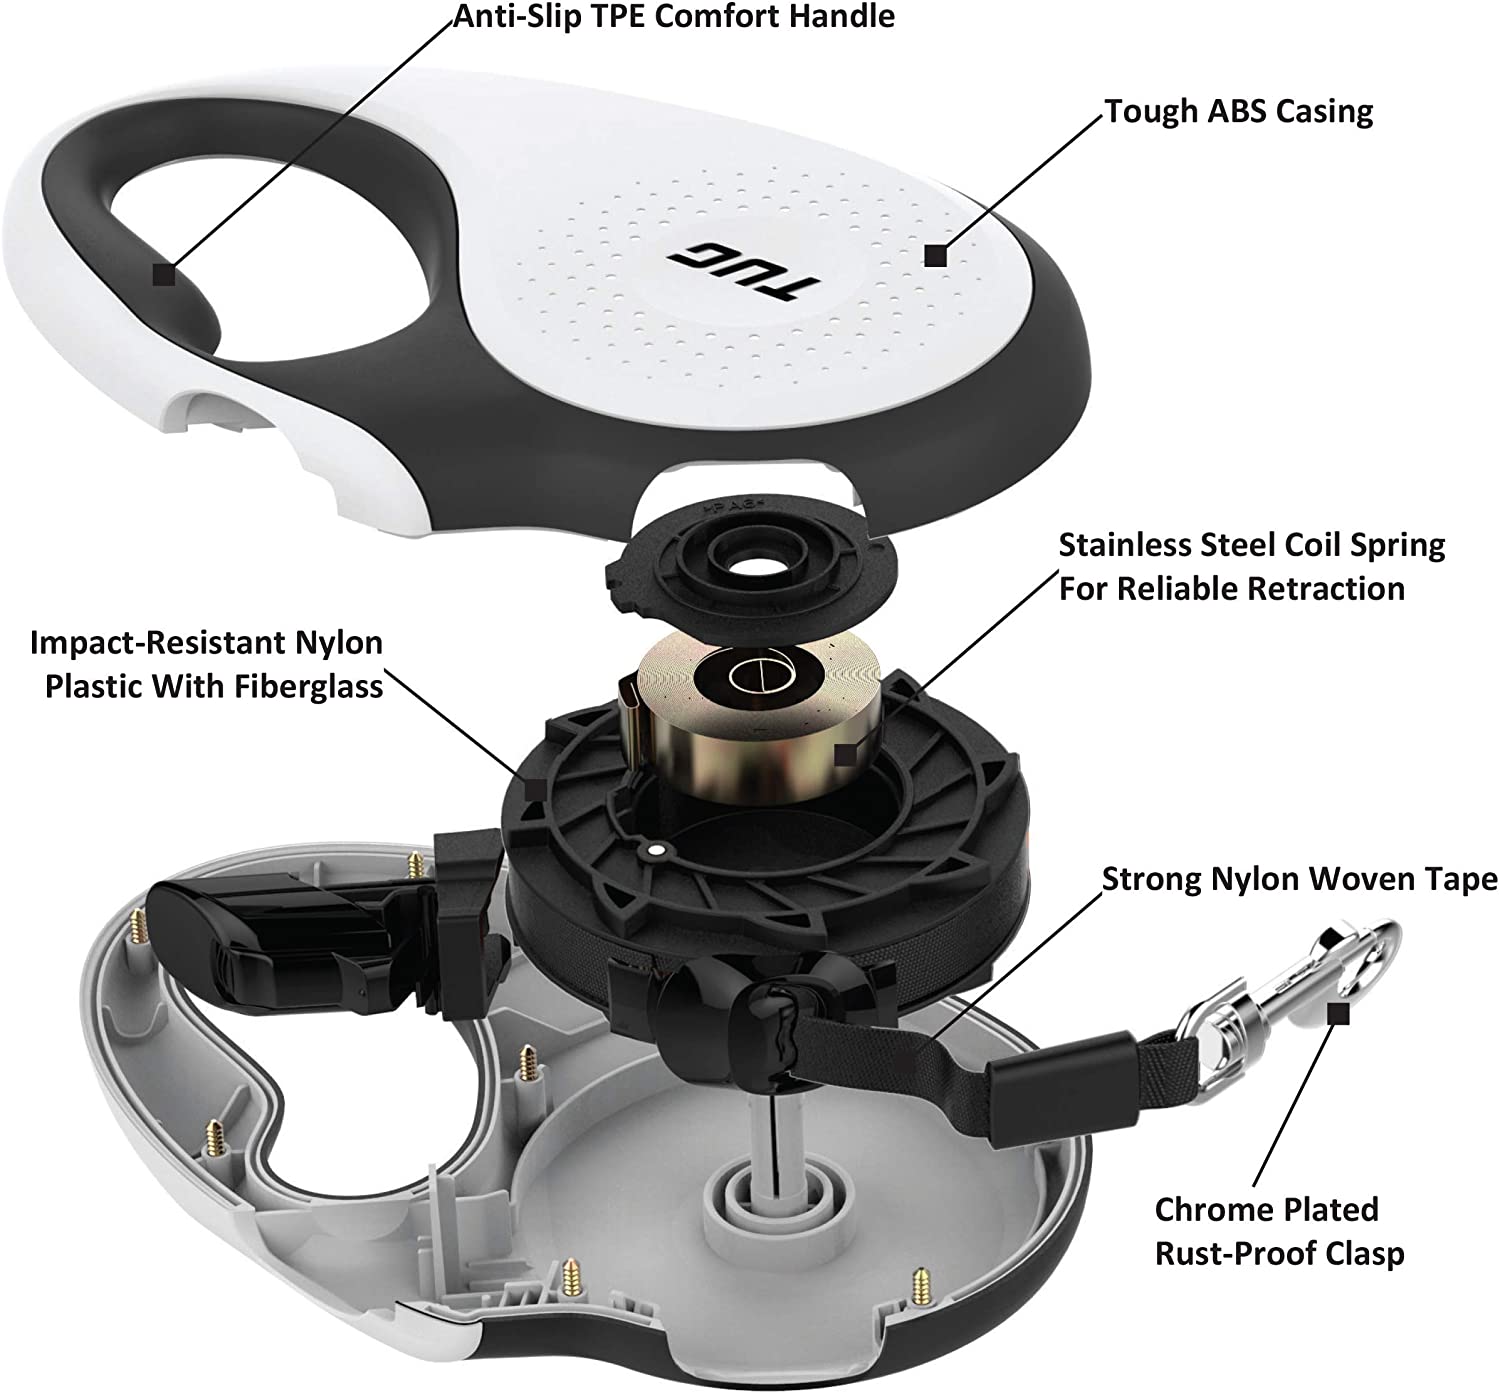 Anti-Slip TPE Comfort Handle
Tough ABS Casing
TUG
>PA6<
Stainless Steel Coil Spring
For Reliable Retraction
Impact-Resistant Nylon
Plastic With Fiberglass
Strong Nylon Woven Tape
Chrome Plated
Rust-Proof Clasp